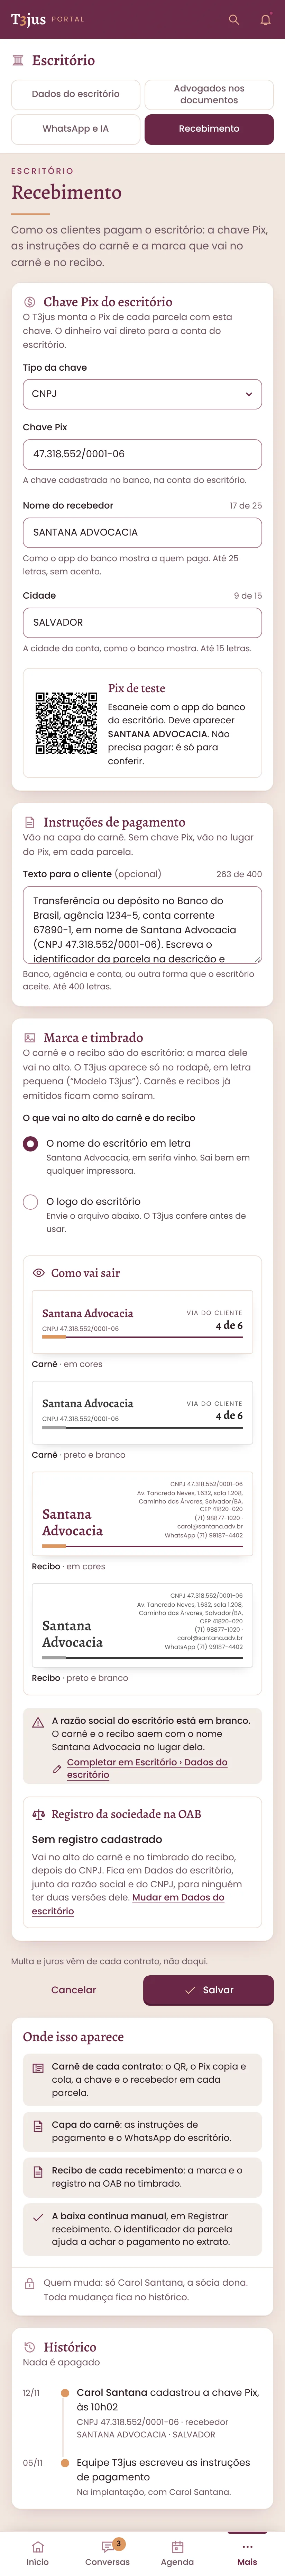 T3jus PORTAL
Escritório
Dados do escritório
Advogados nos
documentos
WhatsApp e IA
Recebimento
ESCRITÓRIO
Recebimento
Como os clientes pagam o escritório: a chave Pix,
as instruções do carnê e a marca que vai no
carnê e no recibo.
Chave Pix do escritório
O T3jus monta o Pix de cada parcela com esta
chave. O dinheiro vai direto para a conta do
escritório.
Tipo da chave
CNPJ
Chave Pix
47.318.552/0001-06
A chave cadastrada no banco, na conta do escritório.
Nome do recebedor 17 de 25
SANTANA ADVOCACIA
Como o app do banco mostra a quem paga. Até 25
letras, sem acento.
Cidade 9 de 15
SALVADOR
A cidade da conta, como o banco mostra. Até 15 letras.
Pix de teste
Escaneie com o app do banco
do escritório. Deve aparecer
SANTANA ADVOCACIA. Não
precisa pagar: é só para
conferir.
Instruções de pagamento
Vão na capa do carnê. Sem chave Pix, vão no lugar
do Pix, em cada parcela.
Texto para o cliente (opcional) 263 de 400
Transferência ou depósito no Banco do
Brasil, agência 1234-5, conta corrente
67890-1, em nome de Santana Advocacia
(CNPJ 47.318.552/0001-06). Escreva o
identificador da parcela na descrição e
Banco, agência e conta, ou outra forma que o escritório
aceite. Até 400 letras.
Marca e timbrado
O carnê e o recibo são do escritório: a marca dele
vai no alto. O T3jus aparece só no rodapé, em letra
pequena ("Modelo T3jus"). Carnês e recibos já
emitidos ficam como saíram.
O que vai no alto do carnê e do recibo
O nome do escritório em letra
Santana Advocacia, em serifa vinho. Sai bem em
qualquer impressora.
O logo do escritório
Envie o arquivo abaixo. O T3jus confere antes de
usar.
Como vai sair
Santana Advocacia
CNPJ 47.318.552/0001-06
VIA DO CLIENTE
4 de 6
Carnê · em cores
Santana Advocacia
CNPJ 47.318.552/0001-06
VIA DO CLIENTE
4 de 6
Carnê · preto e branco
Santana
Advocacia
CNPJ 47.318.552/0001-06
Av. Tancredo Neves, 1.632, sala 1.208,
Caminho das Árvores, Salvador/BA,
CEP 41820-020
(71) 98877-1020 ·
carol@santana.adv.br
WhatsApp (71) 99187-4402
Recibo · em cores
Santana
Advocacia
CNPJ 47.318.552/0001-06
Av. Tancredo Neves, 1.632, sala 1.208,
Caminho das Árvores, Salvador/BA,
CEP 41820-020
(71) 98877-1020 ·
carol@santana.adv.br
WhatsApp (71) 99187-4402
Recibo · preto e branco
A razão social do escritório está em branco.
O carnê e o recibo saem com o nome
Santana Advocacia no lugar dela.
Completar em Escritório › Dados do
escritório
Registro da sociedade na OAB
Sem registro cadastrado
Vai no alto do carnê e no timbrado do recibo,
depois do CNPJ. Fica em Dados do escritório,
junto da razão social e do CNPJ, para ninguém
ter duas versões dele. Mudar em Dados do
escritório
Multa e juros vêm de cada contrato, não daqui.
Cancelar
Salvar
Onde isso aparece
Carnê de cada contrato: o QR, o Pix copia e
cola, a chave e o recebedor em cada
parcela.
Capa do carnê: as instruções de
pagamento e o WhatsApp do escritório.
Recibo de cada recebimento: a marca e o
registro na OAB no timbrado.
A baixa continua manual, em Registrar
recebimento. O identificador da parcela
ajuda a achar o pagamento no extrato.
Quem muda: só Carol Santana, a sócia dona.
Toda mudança fica no histórico.
Histórico
Nada é apagado
12/11 Carol Santana cadastrou a chave Pix,
às 10h02
CNPJ 47.318.552/0001-06 · recebedor
SANTANA ADVOCACIA · SALVADOR
05/11 Equipe T3jus escreveu as instruções
de pagamento
Na implantação, com Carol Santana.
Início
3
Conversas
Agenda
Mais